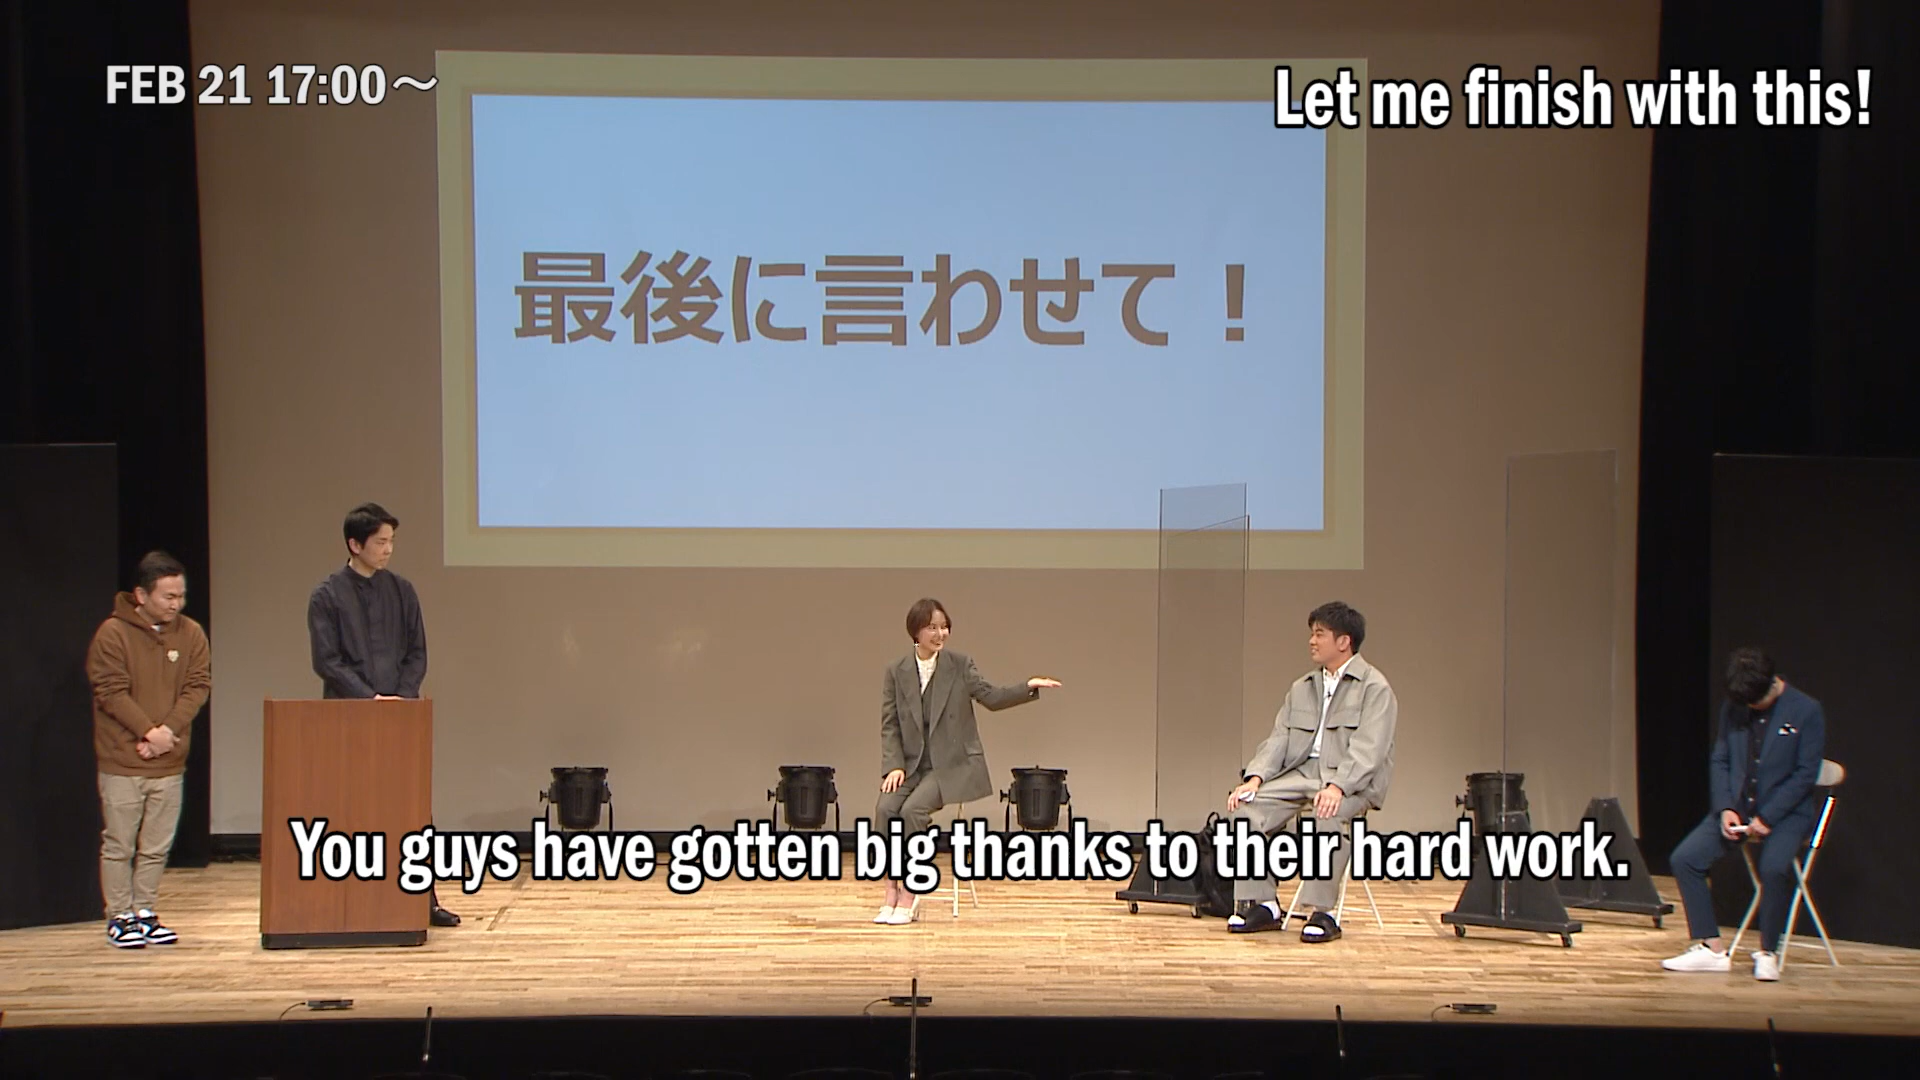 FEB 21 17:00〜
Let me finish with this!
最後に言わせて！
You guys have gotten big thanks to their hard work.